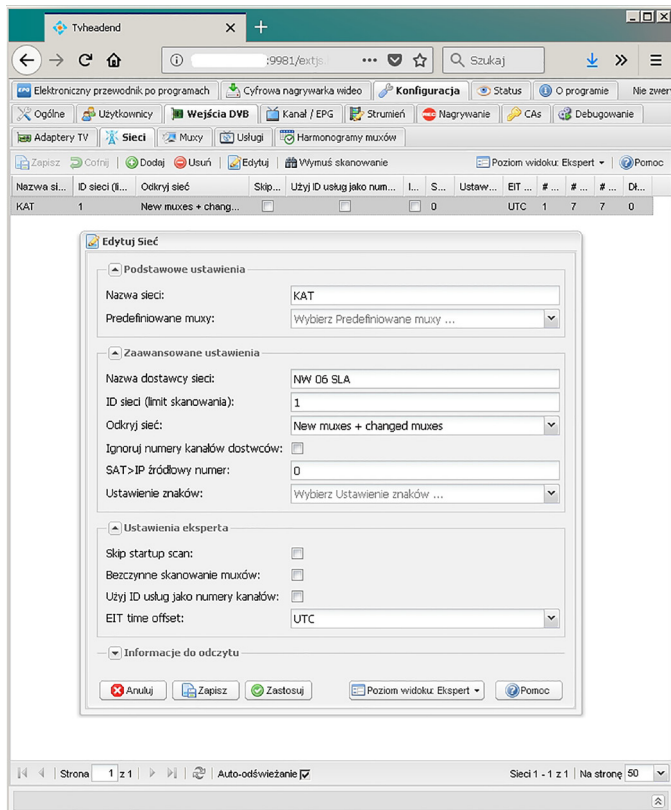 Tvheadend
:9981/extjs
Szukaj
Elektroniczny przewodnik po programach Cyfrowa nagrywarka wideo Konfiguracja Status O programie Nie zwer
Ogólne Użytkownicy Wejścia DVB Kanał / EPG Strumień Nagrywanie CAs Debugowanie
Adaptery TV Sieci Muxy Usługi Harmonogramy muxów
Zapisz Cofnij Dodaj Usuń Edytuj Wymuś skanowanie Poziom widoku: Ekspert Pomoc
Nazwa si... ID sieci (li... Odkryj sieć Skip... Użyj ID usług jako num... I... S... Ustaw... EIT ... # ... # ... # ... Dł...
KAT 1 New muxes + chang... 0 UTC 1 7 7 0
Edytuj Sieć
Podstawowe ustawienia
Nazwa sieci: KAT
Predefiniowane muxy: Wybierz Predefiniowane muxy ...
Zaawansowane ustawienia
Nazwa dostawcy sieci: NW 06 SLA
ID sieci (limit skanowania): 1
Odkryj sieć: New muxes + changed muxes
Ignoruj numery kanałów dostwców:
SAT>IP źródłowy numer: 0
Ustawienie znaków: Wybierz Ustawienie znaków ...
Ustawienia eksperta
Skip startup scan:
Bezczynne skanowanie muxów:
Użyj ID usług jako numery kanałów:
EIT time offset: UTC
Informacje do odczytu
Anuluj Zapisz Zastosuj Poziom widoku: Ekspert Pomoc
Strona 1 z 1 Auto-odświeżanie Sieci 1 - 1 z 1 Na stronę 50